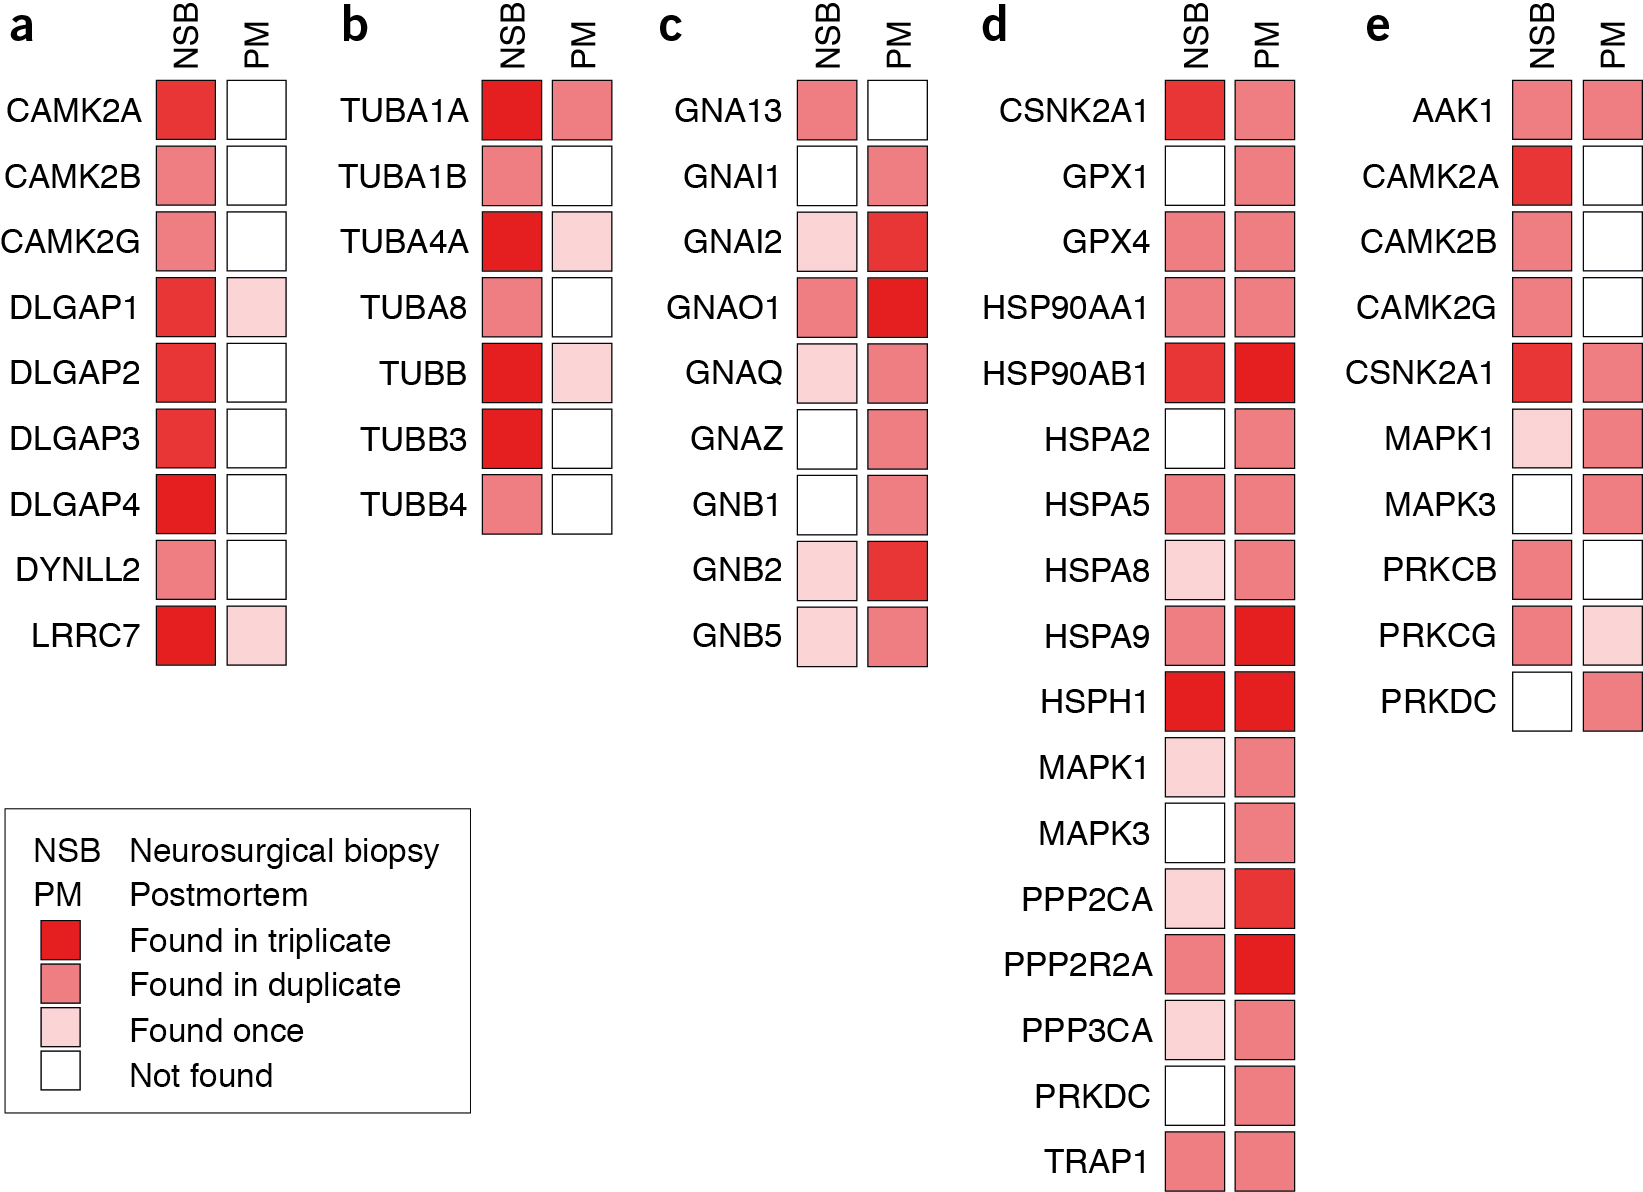 a
NSB
PM
CAMK2A
CAMK2B
CAMK2G
DLGAP1
DLGAP2
DLGAP3
DLGAP4
DYNLL2
LRRC7
b
NSB
PM
TUBA1A
TUBA1B
TUBA4A
TUBA8
TUBB
TUBB3
TUBB4
c
NSB
PM
GNA13
GNAI1
GNAI2
GNAO1
GNAQ
GNAZ
GNB1
GNB2
GNB5
d
NSB
PM
CSNK2A1
GPX1
GPX4
HSP90AA1
HSP90AB1
HSPA2
HSPA5
HSPA8
HSPA9
HSPH1
MAPK1
MAPK3
PPP2CA
PPP2R2A
PPP3CA
PRKDC
TRAP1
e
NSB
PM
AAK1
CAMK2A
CAMK2B
CAMK2G
CSNK2A1
MAPK1
MAPK3
PRKCB
PRKCG
PRKDC
NSB Neurosurgical biopsy
PM Postmortem
Found in triplicate
Found in duplicate
Found once
Not found